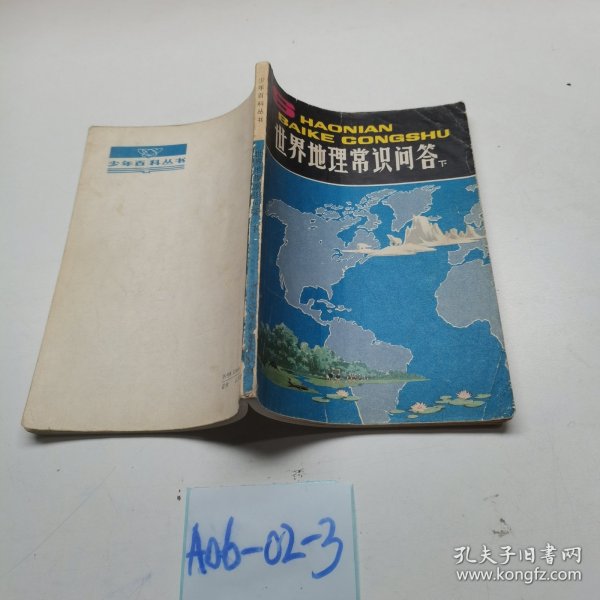 少年百科丛书
少年百科丛书
SHAONIAN
BAIKE CONGSHU
世界地理常识问答
下
A06-02-3
孔夫子旧书网
www.kongfz.com